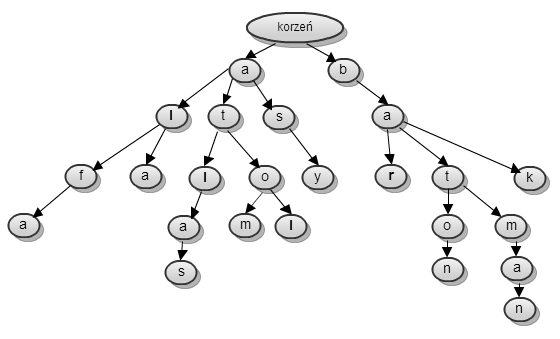 korzeń
a b
l t s a
f a l o y r t k
a a m l o m
s n a
n